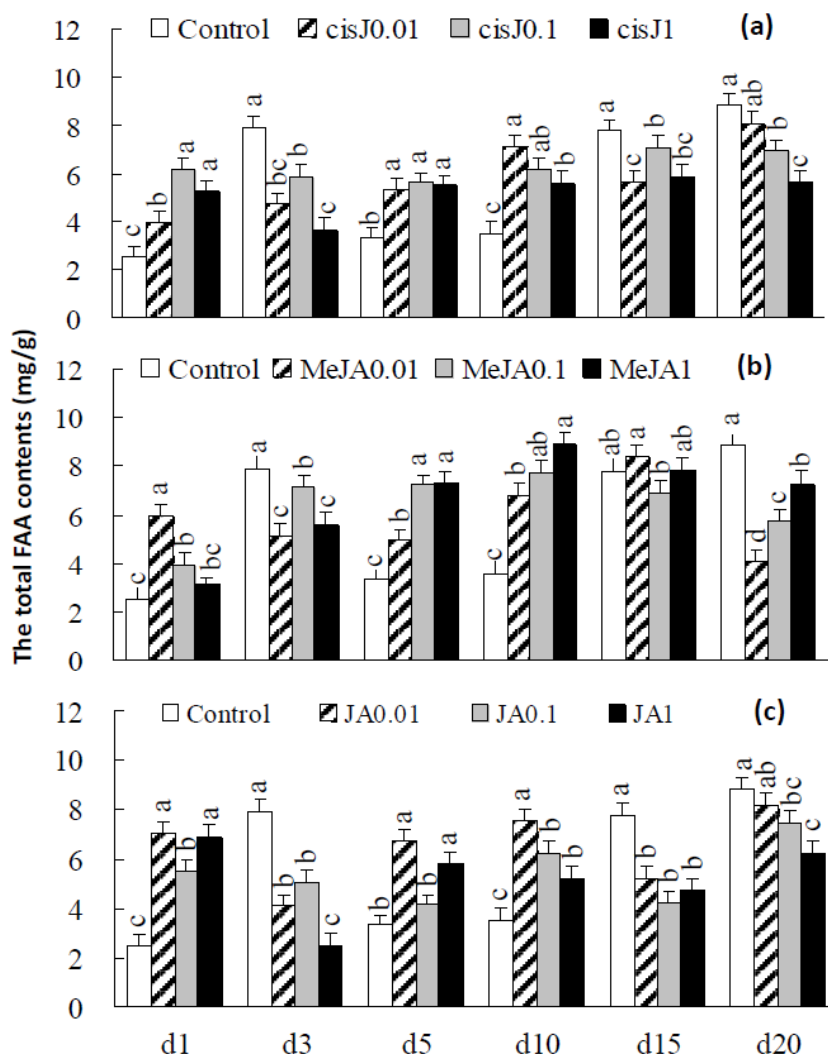 The total FAA contents (mg/g)
Control cisJ0.01 cisJ0.1 cisJ1 (a)
12
10
8
6
4
2
0
c b a a
a bc b c
b a a a
c a ab b
a c b bc
a ab b c
Control MeJA0.01 MeJA0.1 MeJA1 (b)
12
10
8
6
4
2
0
c a b bc
a c b c
c b a a
c b ab a
ab a b ab
a d c b
Control JA0.01 JA0.1 JA1 (c)
12
10
8
6
4
2
0
c a b a
a b b c
b a b a
c a b b
a b b b
a ab bc c
d1 d3 d5 d10 d15 d20